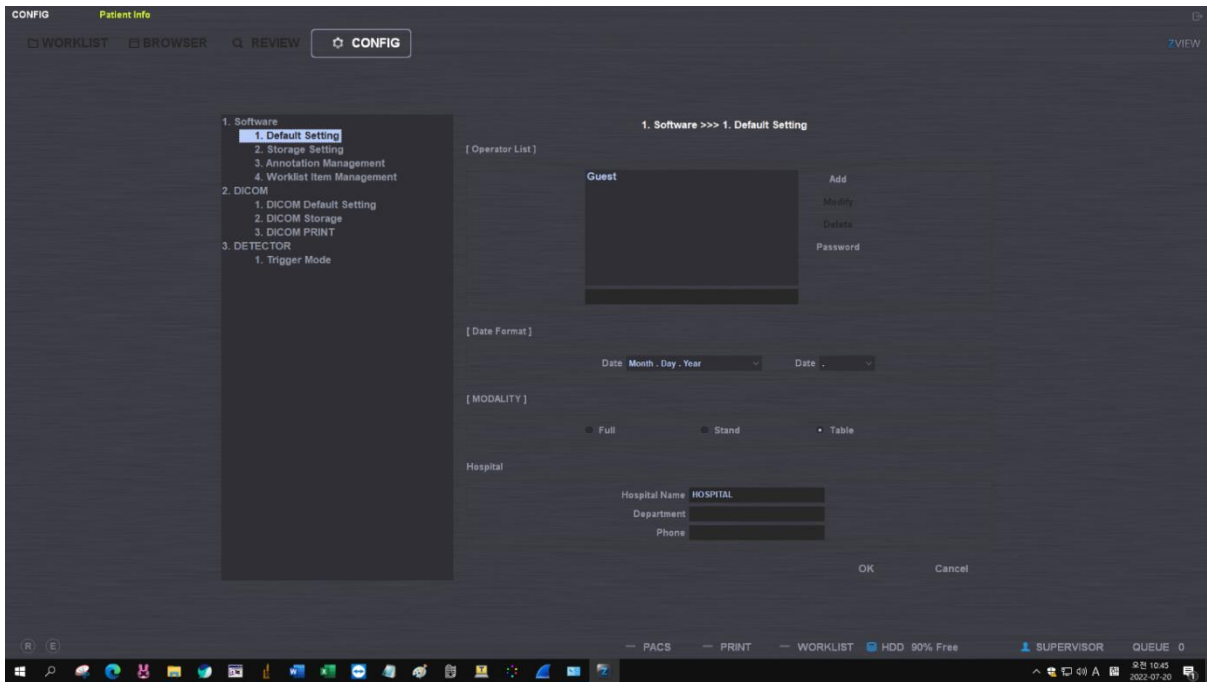 CONFIG Patient Info
WORKLIST BROWSER REVIEW CONFIG
ZVIEW
1. Software
1. Default Setting
2. Storage Setting
3. Annotation Management
4. Worklist Item Management
2. DICOM
1. DICOM Default Setting
2. DICOM Storage
3. DICOM PRINT
3. DETECTOR
1. Trigger Mode
1. Software >>> 1. Default Setting
[ Operator List ]
Guest
Add
Modify
Delete
Password
[ Date Format ]
Date Month . Day . Year Date .
[ MODALITY ]
Full Stand Table
Hospital
Hospital Name HOSPITAL
Department
Phone
OK Cancel
R E — PACS — PRINT — WORKLIST HDD 90% Free SUPERVISOR QUEUE 0
A 오전 10:45
2022-07-20